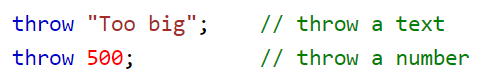 throw "Too big";    // throw a text
throw 500;          // throw a number